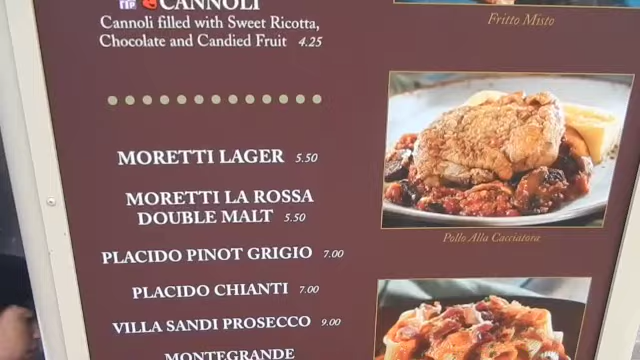 CANNOLI
Cannoli filled with Sweet Ricotta,
Chocolate and Candied Fruit 4.25
MORETTI LAGER 5.50
MORETTI LA ROSSA
DOUBLE MALT 5.50
PLACIDO PINOT GRIGIO 7.00
PLACIDO CHIANTI 7.00
VILLA SANDI PROSECCO 9.00
MONTEGRANDE
Fritto Misto
Pollo Alla Cacciatora